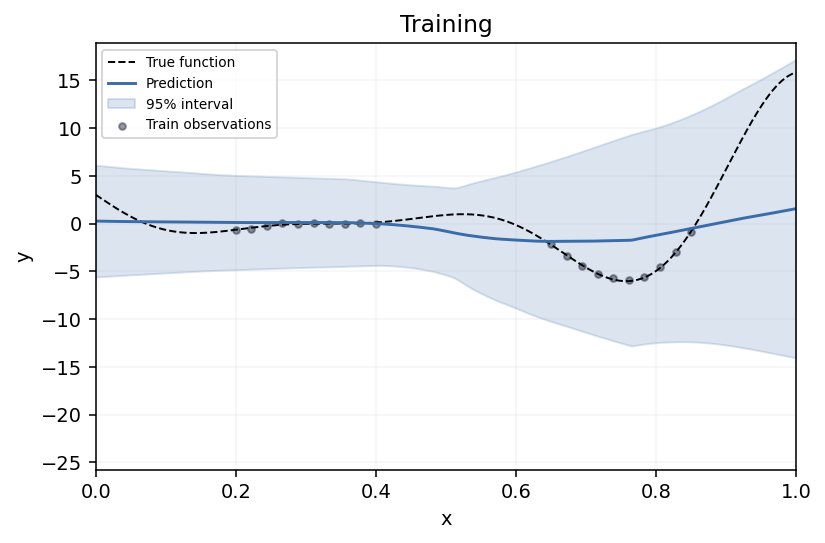 Training
True function
Prediction
95% interval
Train observations
15
10
5
0
−5
−10
−15
−20
−25
y
0.0 0.2 0.4 0.6 0.8 1.0
x